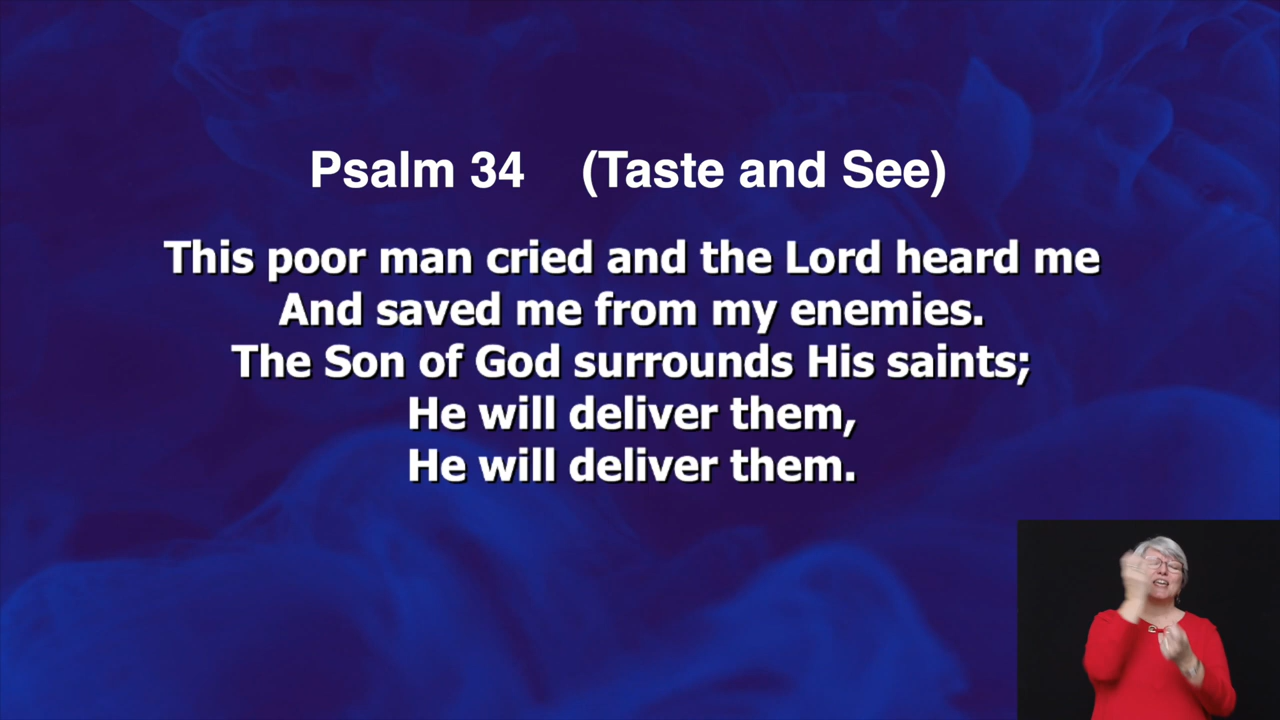 Psalm 34 (Taste and See)
This poor man cried and the Lord heard me
And saved me from my enemies.
The Son of God surrounds His saints;
He will deliver them,
He will deliver them.